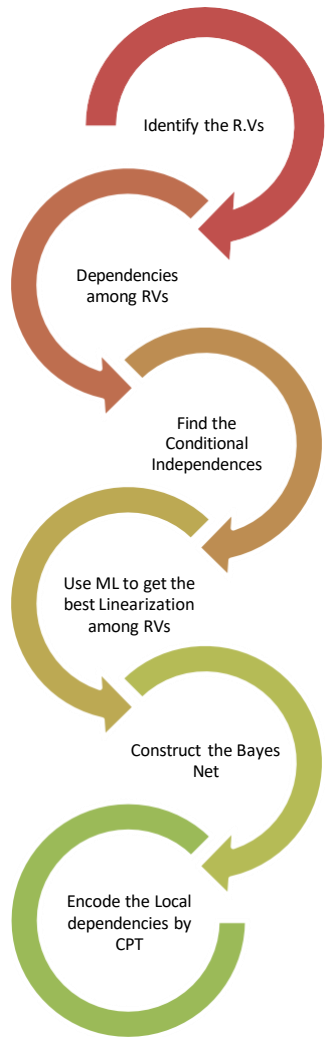 Identify the R.Vs
Dependencies
among RVs
Find the
Conditional
Independences
Use ML to get the
best Linearization
among RVs
Construct the Bayes
Net
Encode the Local
dependencies by
CPT